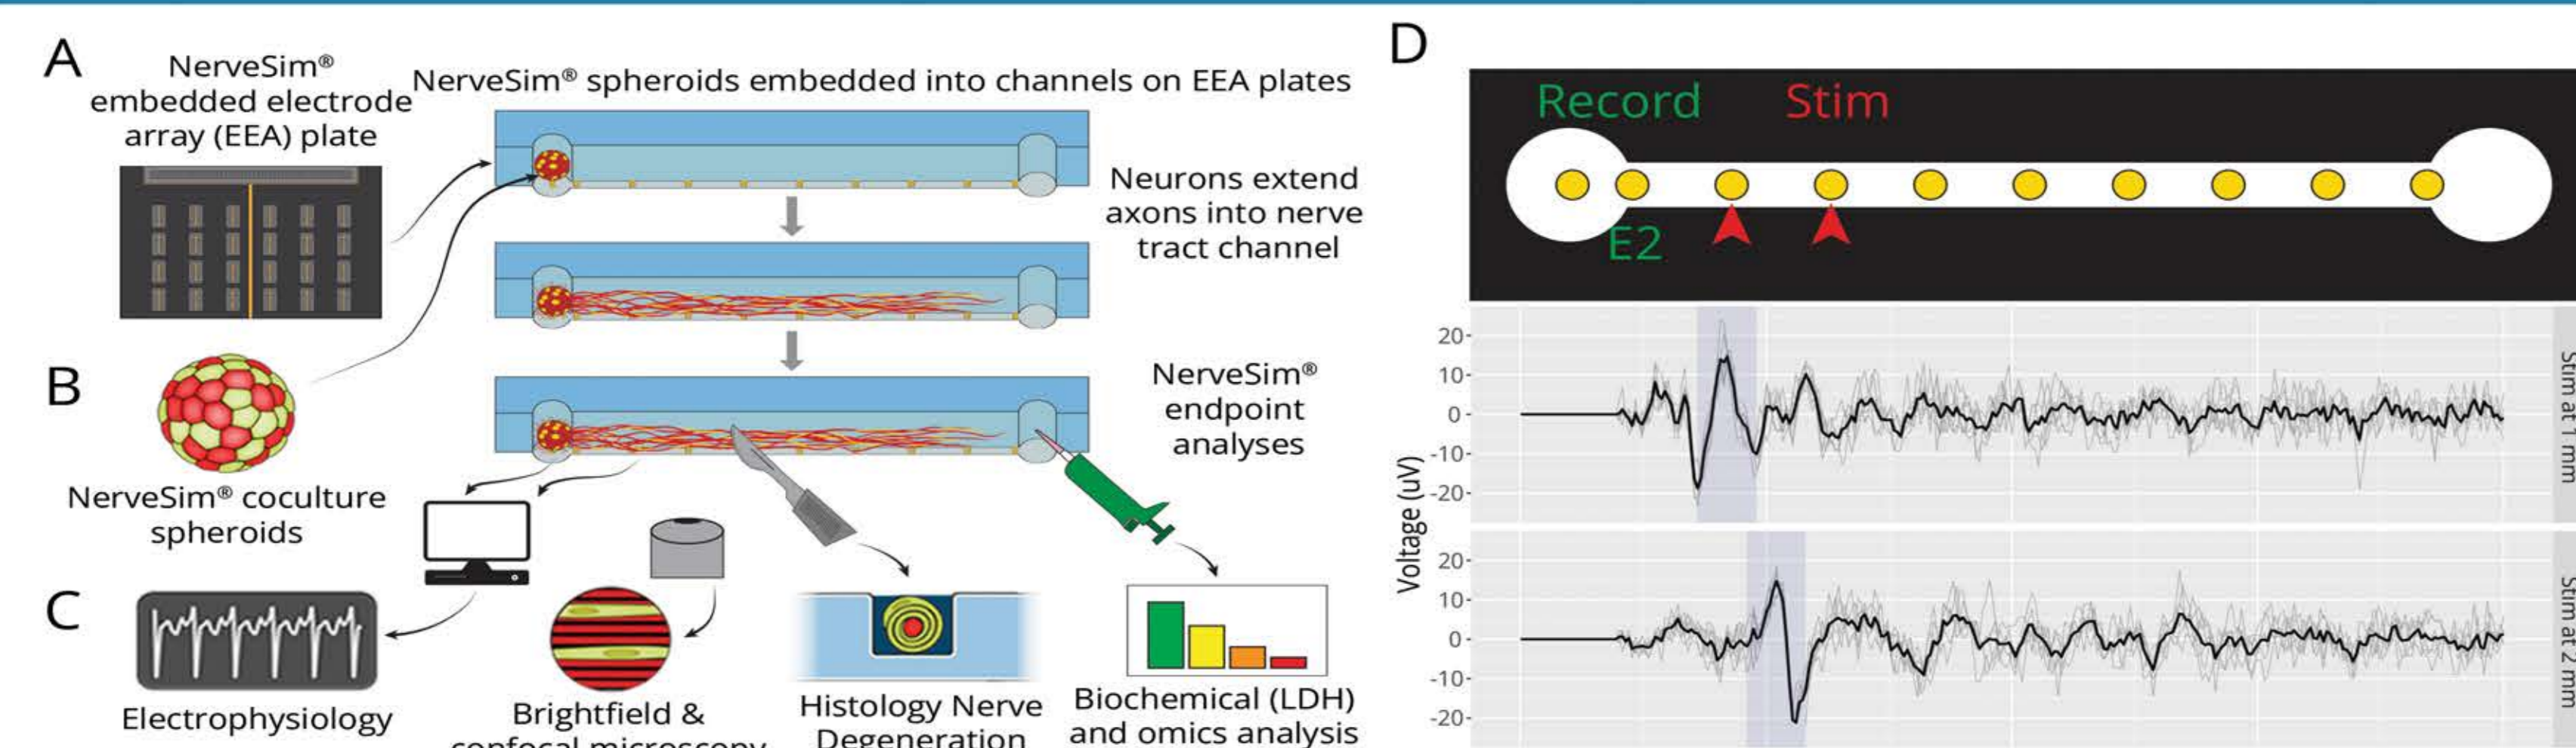 A
NerveSim®
embedded electrode
array (EEA) plate
NerveSim® spheroids embedded into channels on EEA plates
Neurons extend
axons into nerve
tract channel
B
NerveSim® coculture
spheroids
NerveSim®
endpoint
analyses
C
Electrophysiology
Brightfield &
confocal microscopy
Histology Nerve
Degeneration
Biochemical (LDH)
and omics analysis
D
Record
Stim
E2
Voltage (uV)
20
10
0
-10
-20
Stim at 1 mm
20
10
0
-10
-20
Stim at 2 mm